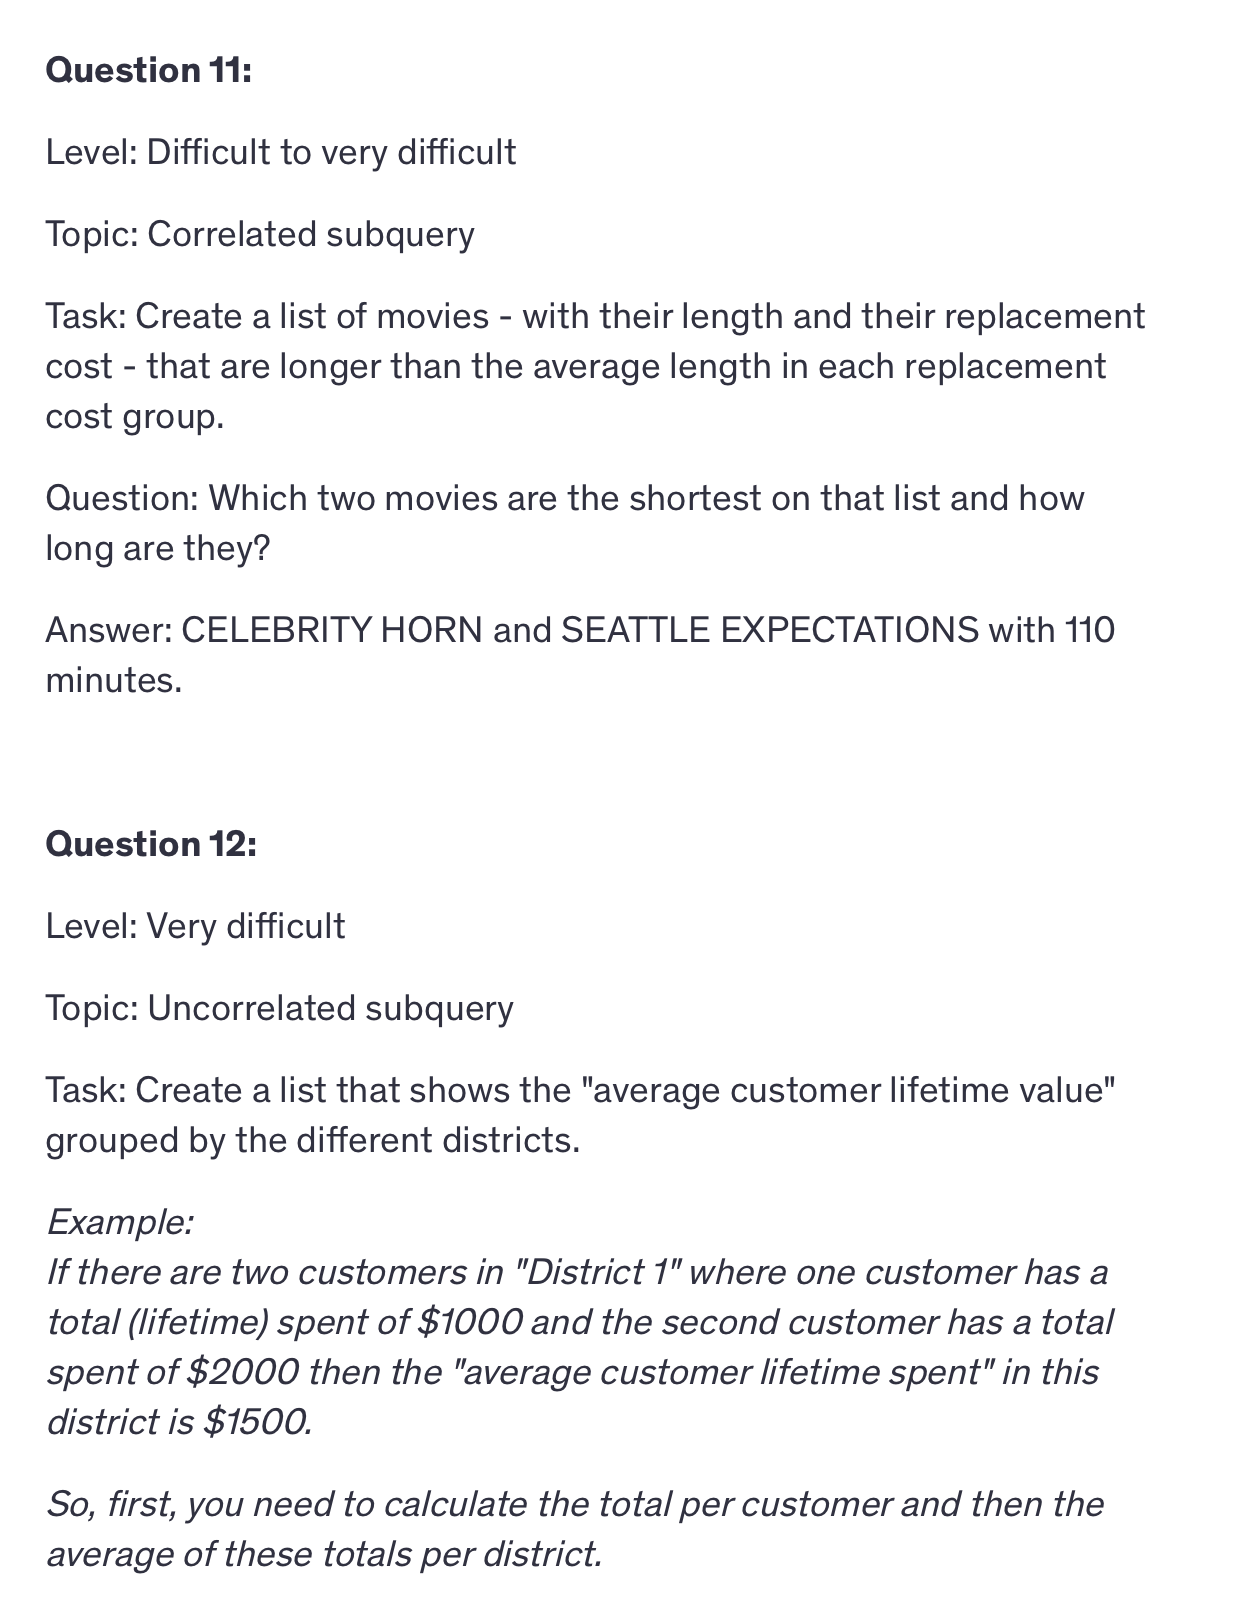 Question 11:
Level: Difficult to very difficult
Topic: Correlated subquery
Task: Create a list of movies - with their length and their replacement
cost - that are longer than the average length in each replacement
cost group.
Question: Which two movies are the shortest on that list and how
long are they?
Answer: CELEBRITY HORN and SEATTLE EXPECTATIONS with 110
minutes.
Question 12:
Level: Very difficult
Topic: Uncorrelated subquery
Task: Create a list that shows the "average customer lifetime value"
grouped by the different districts.
Example:
If there are two customers in "District 1" where one customer has a
total (lifetime) spent of $1000 and the second customer has a total
spent of $2000 then the "average customer lifetime spent" in this
district is $1500.
So, first, you need to calculate the total per customer and then the
average of these totals per district.